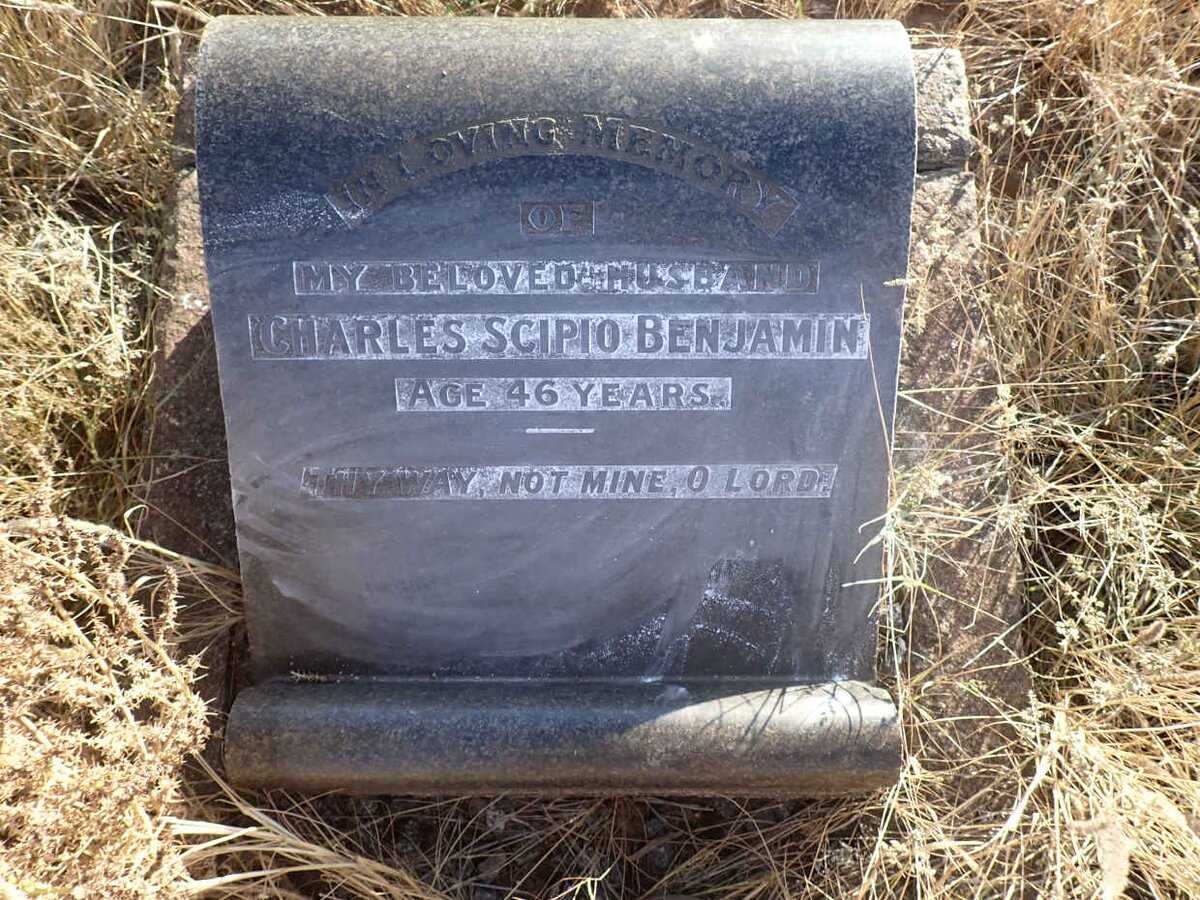 IN LOVING MEMORY
OF
MY BELOVED HUSBAND
CHARLES SCIPIO BENJAMIN
AGE 46 YEARS.
THY WAY, NOT MINE, O LORD.